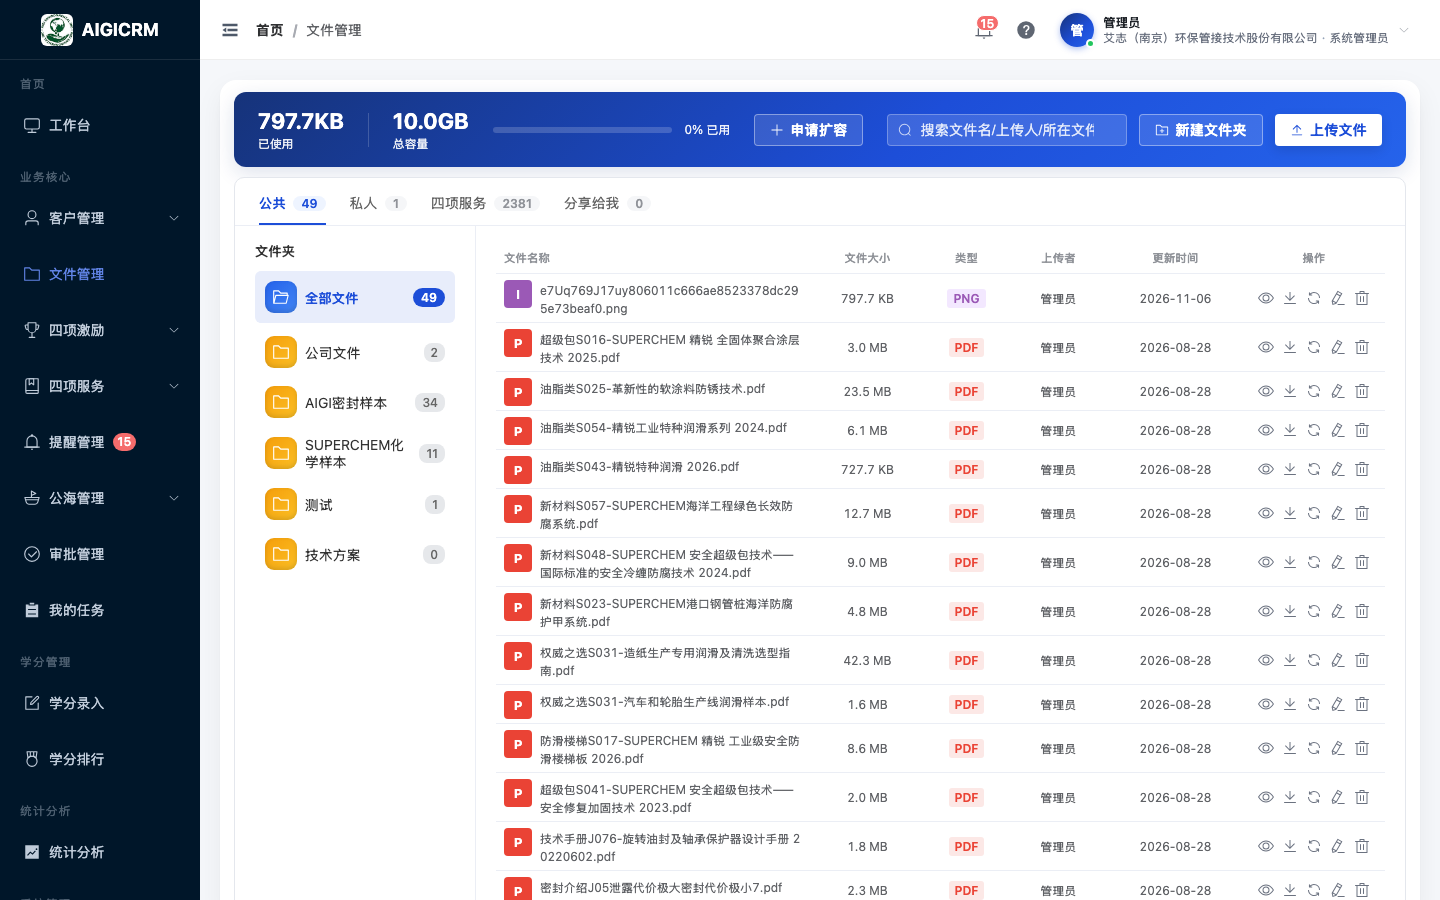 AIGICRM
首页
工作台
业务核心
客户管理
文件管理
四项激励
四项服务
提醒管理 15
公海管理
审批管理
我的任务
学分管理
学分录入
学分排行
统计分析
统计分析
首页 / 文件管理
15
管
管理员
艾志（南京）环保管接技术股份有限公司 · 系统管理员
797.7KB
已使用
10.0GB
总容量
0% 已用
申请扩容
搜索文件名/上传人/所在文件
新建文件夹
上传文件
公共 49
私人 1
四项服务 2381
分享给我 0
文件夹
全部文件 49
公司文件 2
AIGI密封样本 34
SUPERCHEM化
学样本 11
测试 1
技术方案 0
文件名称 文件大小 类型 上传者 更新时间 操作
I e7Uq769J17uy806011c666ae8523378dc29
5e73beaf0.png 797.7 KB PNG 管理员 2026-11-06
P 超级包S016-SUPERCHEM 精锐 全固体聚合涂层
技术 2025.pdf 3.0 MB PDF 管理员 2026-08-28
P 油脂类S025-革新性的软涂料防锈技术.pdf 23.5 MB PDF 管理员 2026-08-28
P 油脂类S054-精锐工业特种润滑系列 2024.pdf 6.1 MB PDF 管理员 2026-08-28
P 油脂类S043-精锐特种润滑 2026.pdf 727.7 KB PDF 管理员 2026-08-28
P 新材料S057-SUPERCHEM海洋工程绿色长效防
腐系统.pdf 12.7 MB PDF 管理员 2026-08-28
P 新材料S048-SUPERCHEM 安全超级包技术——
国际标准的安全冷缠防腐技术 2024.pdf 9.0 MB PDF 管理员 2026-08-28
P 新材料S023-SUPERCHEM港口钢管桩海洋防腐
护甲系统.pdf 4.8 MB PDF 管理员 2026-08-28
P 权威之选S031-造纸生产专用润滑及清洗选型指
南.pdf 42.3 MB PDF 管理员 2026-08-28
P 权威之选S031-汽车和轮胎生产线润滑样本.pdf 1.6 MB PDF 管理员 2026-08-28
P 防滑楼梯S017-SUPERCHEM 精锐 工业级安全防
滑楼梯板 2026.pdf 8.6 MB PDF 管理员 2026-08-28
P 超级包S041-SUPERCHEM 安全超级包技术——
安全修复加固技术 2023.pdf 2.0 MB PDF 管理员 2026-08-28
P 技术手册J076-旋转油封及轴承保护器设计手册 2
0220602.pdf 1.8 MB PDF 管理员 2026-08-28
P 密封介绍J05泄露代价极大密封代价极小7.pdf 2.3 MB PDF 管理员 2026-08-28